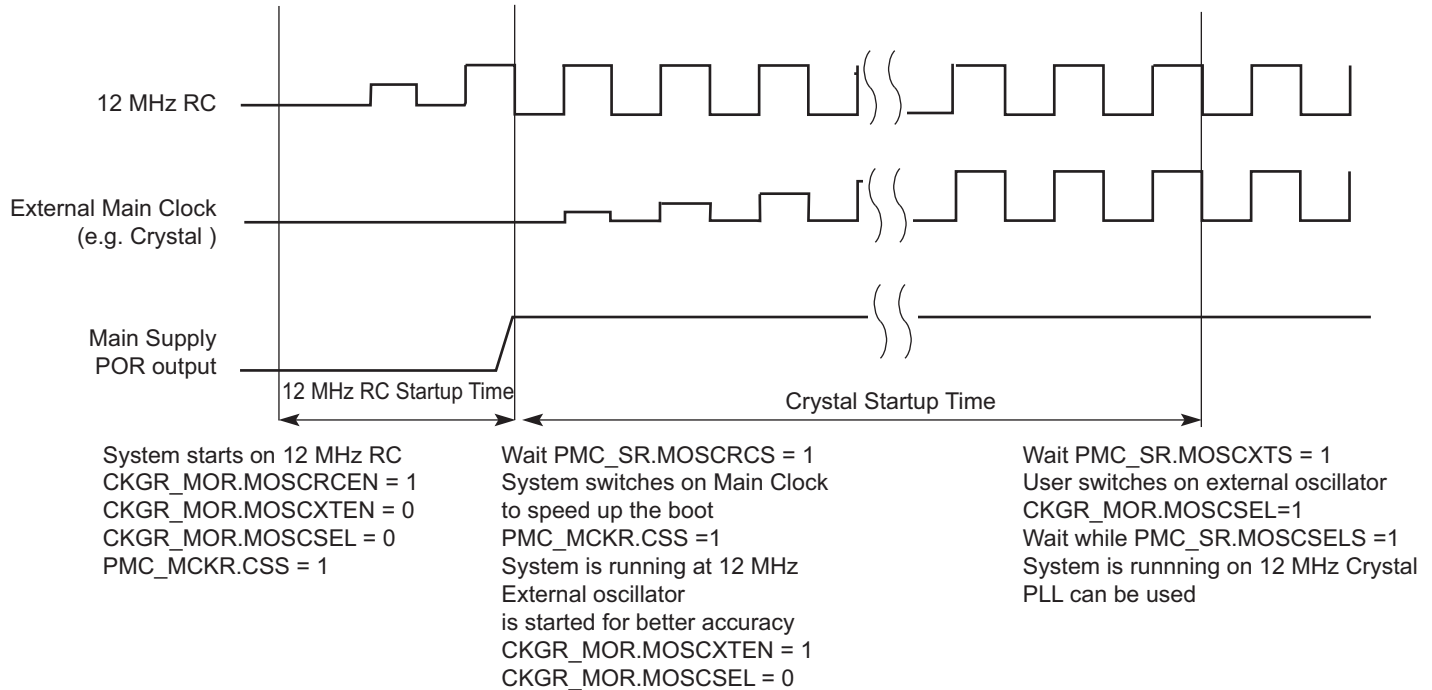 12 MHz RC
External Main Clock
(e.g. Crystal )
Main Supply
POR output
12 MHz RC Startup Time
Crystal Startup Time
System starts on 12 MHz RC
CKGR_MOR.MOSCRCEN = 1
CKGR_MOR.MOSCXTEN = 0
CKGR_MOR.MOSCSEL = 0
PMC_MCKR.CSS = 1
Wait PMC_SR.MOSCRCS = 1
System switches on Main Clock
to speed up the boot
PMC_MCKR.CSS =1
System is running at 12 MHz
External oscillator
is started for better accuracy
CKGR_MOR.MOSCXTEN = 1
CKGR_MOR.MOSCSEL = 0
Wait PMC_SR.MOSCXTS = 1
User switches on external oscillator
CKGR_MOR.MOSCSEL=1
Wait while PMC_SR.MOSCSELS =1
System is runnning on 12 MHz Crystal
PLL can be used